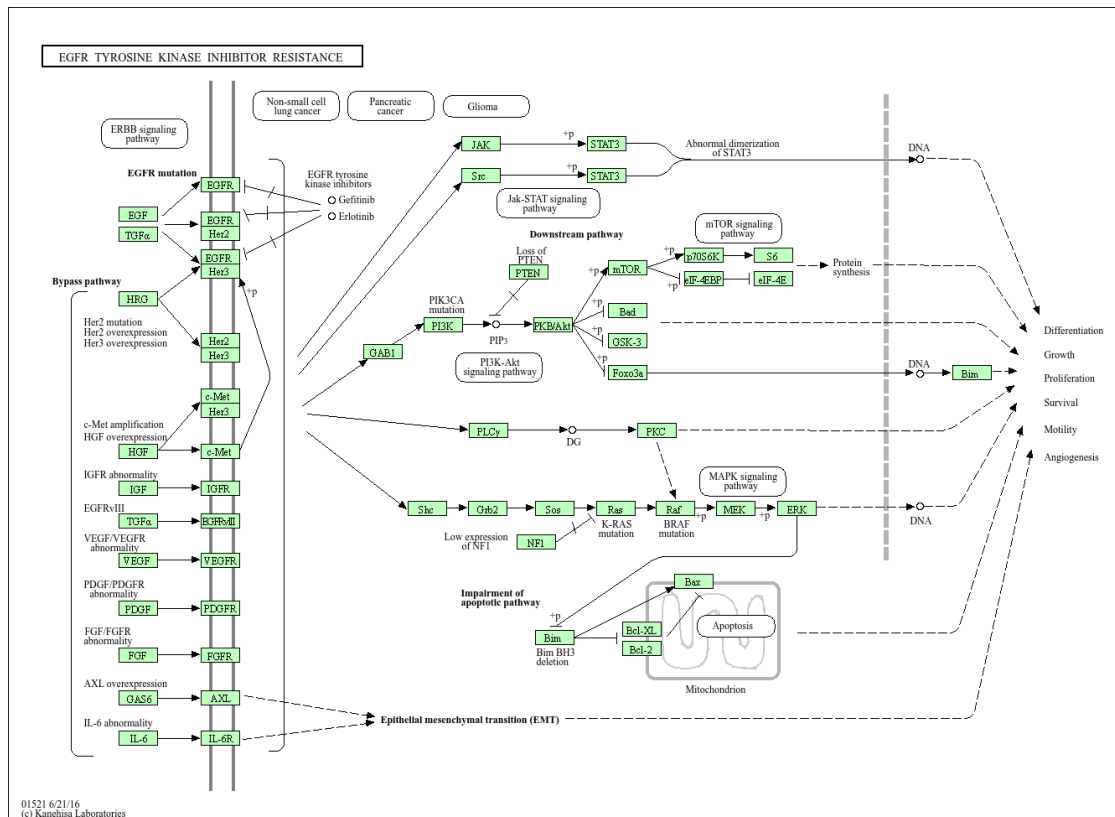 EGFR TYROSINE KINASE INHIBITOR RESISTANCE
ERBB signaling
pathway
Non-small cell
lung cancer
Pancreatic
cancer
Glioma
EGFR mutation
EGF
TGFα
EGFR
EGFR
Her2
EGFR
Her3
EGFR tyrosine
kinase inhibitors
Gefitinib
Erlotinib
Bypass pathway
HRG
+p
Her2 mutation
Her2 overexpression
Her3 overexpression
Her2
Her3
c-Met
Her3
c-Met amplification
HGF overexpression
HGF
c-Met
IGFR abnormality
IGF
IGFR
EGFRvIII
TGFα
EGFRvIII
VEGF/VEGFR
abnormality
VEGF
VEGFR
PDGF/PDGFR
abnormality
PDGF
PDGFR
FGF/FGFR
abnormality
FGF
FGFR
AXL overexpression
GAS6
AXL
IL-6 abnormality
IL-6
IL-6R
Epithelial mesenchymal transition (EMT)
JAK
+p
STAT3
Src
+p
STAT3
Abnormal dimerization
of STAT3
DNA
Jak-STAT signaling
pathway
Downstream pathway
Loss of
PTEN
PTEN
PIK3CA
mutation
GAB1
PI3K
PIP3
PKB/Akt
PI3K-Akt
signaling pathway
+p
mTOR
+p
Bad
+p
GSK-3
+p
Foxo3a
mTOR signaling
pathway
+p
p70S6K
S6
+p
eIF-4EBP
eIF-4E
Protein
synthesis
DNA
Bim
PLCγ
DG
PKC
MAPK signaling
pathway
Shc
Grb2
Sos
Ras
Raf
+p
MEK
+p
ERK
DNA
K-RAS
mutation
BRAF
mutation
Low expression
of NF1
NF1
Impairment of
apoptotic pathway
+p
Bim
Bim BH3
deletion
Bax
Bcl-XL
Bcl-2
Apoptosis
Mitochondrion
Differentiation
Growth
Proliferation
Survival
Motility
Angiogenesis
01521 6/21/16
(c) Kanehisa Laboratories